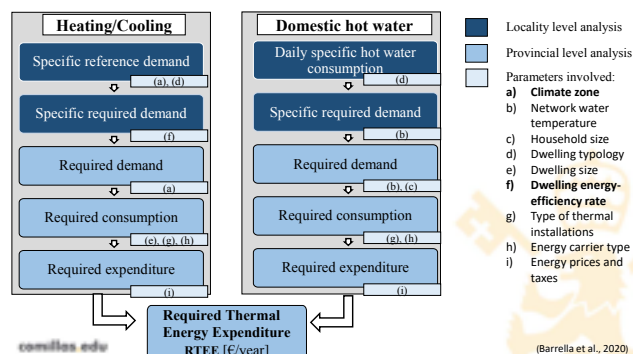 Heating/Cooling
Specific reference demand
(a), (d)
Specific required demand
(f)
Required demand
(a)
Required consumption
(e), (g), (h)
Required expenditure
(i)
Domestic hot water
Daily specific hot water
consumption
(d)
Specific required demand
(b)
Required demand
(b), (c)
Required consumption
(g), (h)
Required expenditure
(i)
Required Thermal
Energy Expenditure
RTEE [€/year]
Locality level analysis
Provincial level analysis
Parameters involved:
a) Climate zone
b) Network water
temperature
c) Household size
d) Dwelling typology
e) Dwelling size
f) Dwelling energy-
efficiency rate
g) Type of thermal
installations
h) Energy carrier type
i) Energy prices and
taxes
comillas.edu
(Barrella et al., 2020)